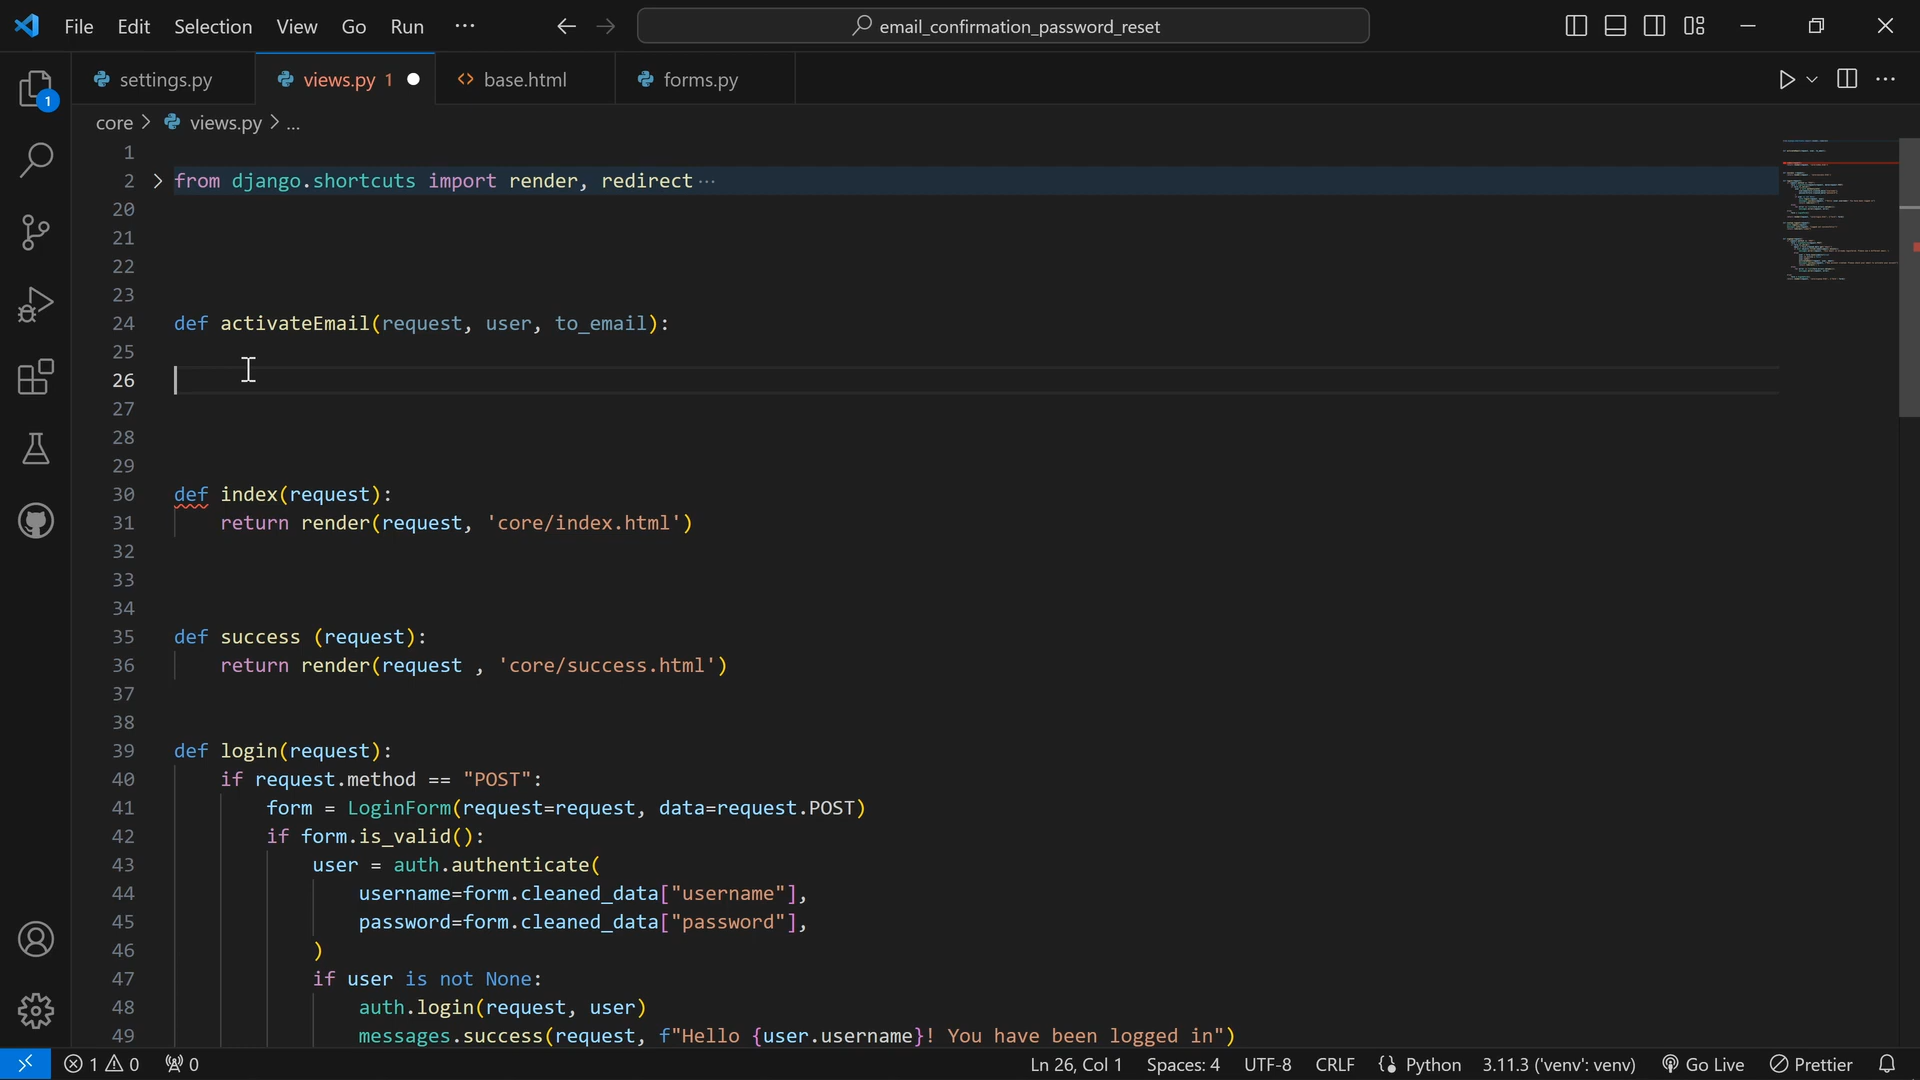 File Edit Selection View Go Run ··· email_confirmation_password_reset
1
settings.py views.py 1 base.html forms.py
core > views.py > ...
1
2 from django.shortcuts import render, redirect ···
20
21
22
23
24 def activateEmail(request, user, to_email):
25
26
27
28
29
30 def index(request):
31 return render(request, 'core/index.html')
32
33
34
35 def success (request):
36 return render(request , 'core/success.html')
37
38
39 def login(request):
40 if request.method == "POST":
41 form = LoginForm(request=request, data=request.POST)
42 if form.is_valid():
43 user = auth.authenticate(
44 username=form.cleaned_data["username"],
45 password=form.cleaned_data["password"],
46 )
47 if user is not None:
48 auth.login(request, user)
49 messages.success(request, f"Hello {user.username}! You have been logged in")
1 0 0 Ln 26, Col 1 Spaces: 4 UTF-8 CRLF Python 3.11.3 ('venv': venv) Go Live Prettier